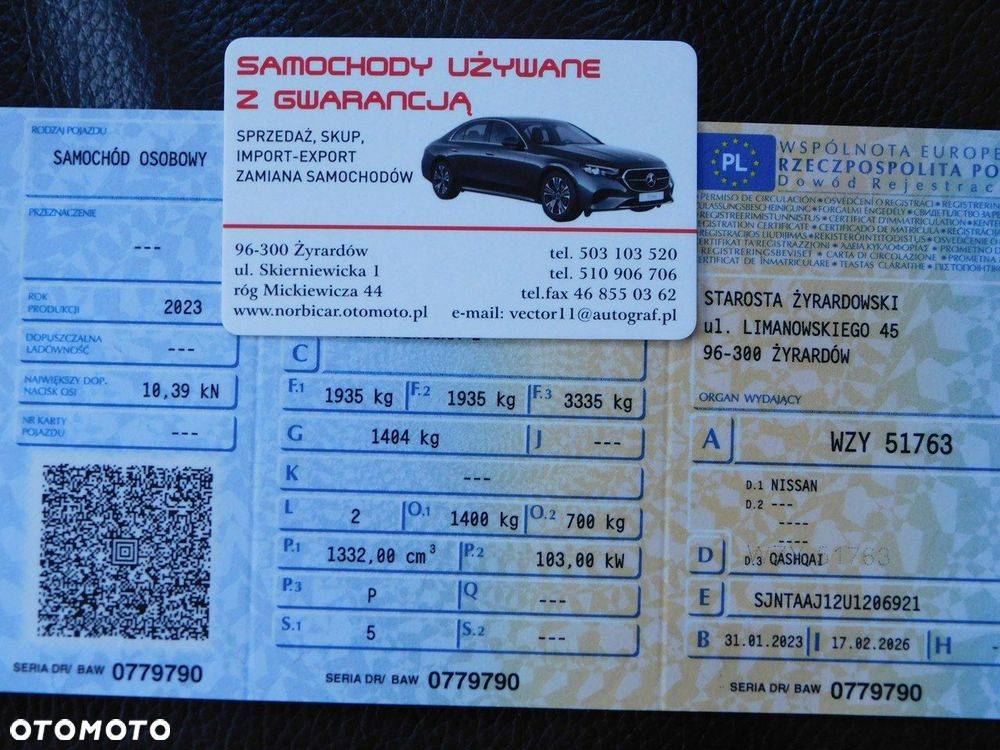 SAMOCHODY UŻYWANE
Z GWARANCJĄ
SPRZEDAŻ, SKUP,
IMPORT-EXPORT
ZAMIANA SAMOCHODÓW
96-300 Żyrardów
ul. Skierniewicka 1
róg Mickiewicza 44
www.norbicar.otomoto.pl
tel. 503 103 520
tel. 510 906 706
tel.fax 46 855 03 62
e-mail: vector11@autograf.pl
RODZAJ POJAZDU
SAMOCHÓD OSOBOWY
PRZEZNACZENIE
---
ROK
PRODUKCJI 2023
DOPUSZCZALNA
ŁADOWNOŚĆ ---
NAJWIĘKSZY DOP.
NACISK OSI 10,39 kN
NR KARTY
POJAZDU ---
SERIA DR/ BAW 0779790
C
F.1 1935 kg F.2 1935 kg F.3 3335 kg
G 1404 kg J ---
K ---
L 2 O.1 1400 kg O.2 700 kg
P.1 1332,00 cm³ P.2 103,00 kW
P.3 P Q ---
S.1 5 S.2 ---
SERIA DR/ BAW 0779790
PL
WSPÓLNOTA EUROPE
RZECZPOSPOLITA PO
Dowód Rejestrac
STAROSTA ŻYRARDOWSKI
ul. LIMANOWSKIEGO 45
96-300 ŻYRARDÓW
ORGAN WYDAJĄCY
A WZY 51763
D.1 NISSAN
D.2 ---
----
----
D D.3 QASHQAI
WZY 51763
E SJNTAAJ12U1206921
B 31.01.2023 I 17.02.2026 H
SERIA DR/ BAW 0779790
OTOMOTO